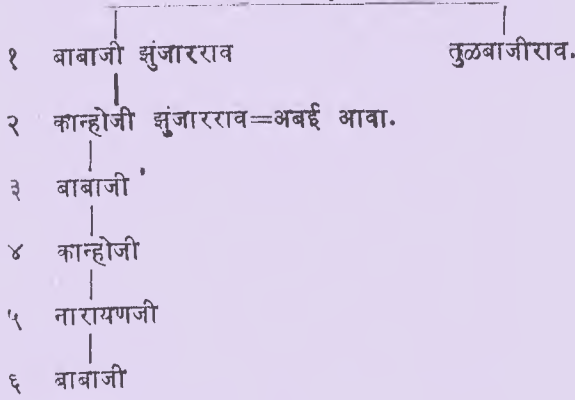 १ बाबाजी झुंजारराव तुळबाजीराव.
२ कान्होजी झुंजारराव=अबई आवा.
३ बाबाजी
४ कान्होजी
५ नारायणजी
६ बाबाजी